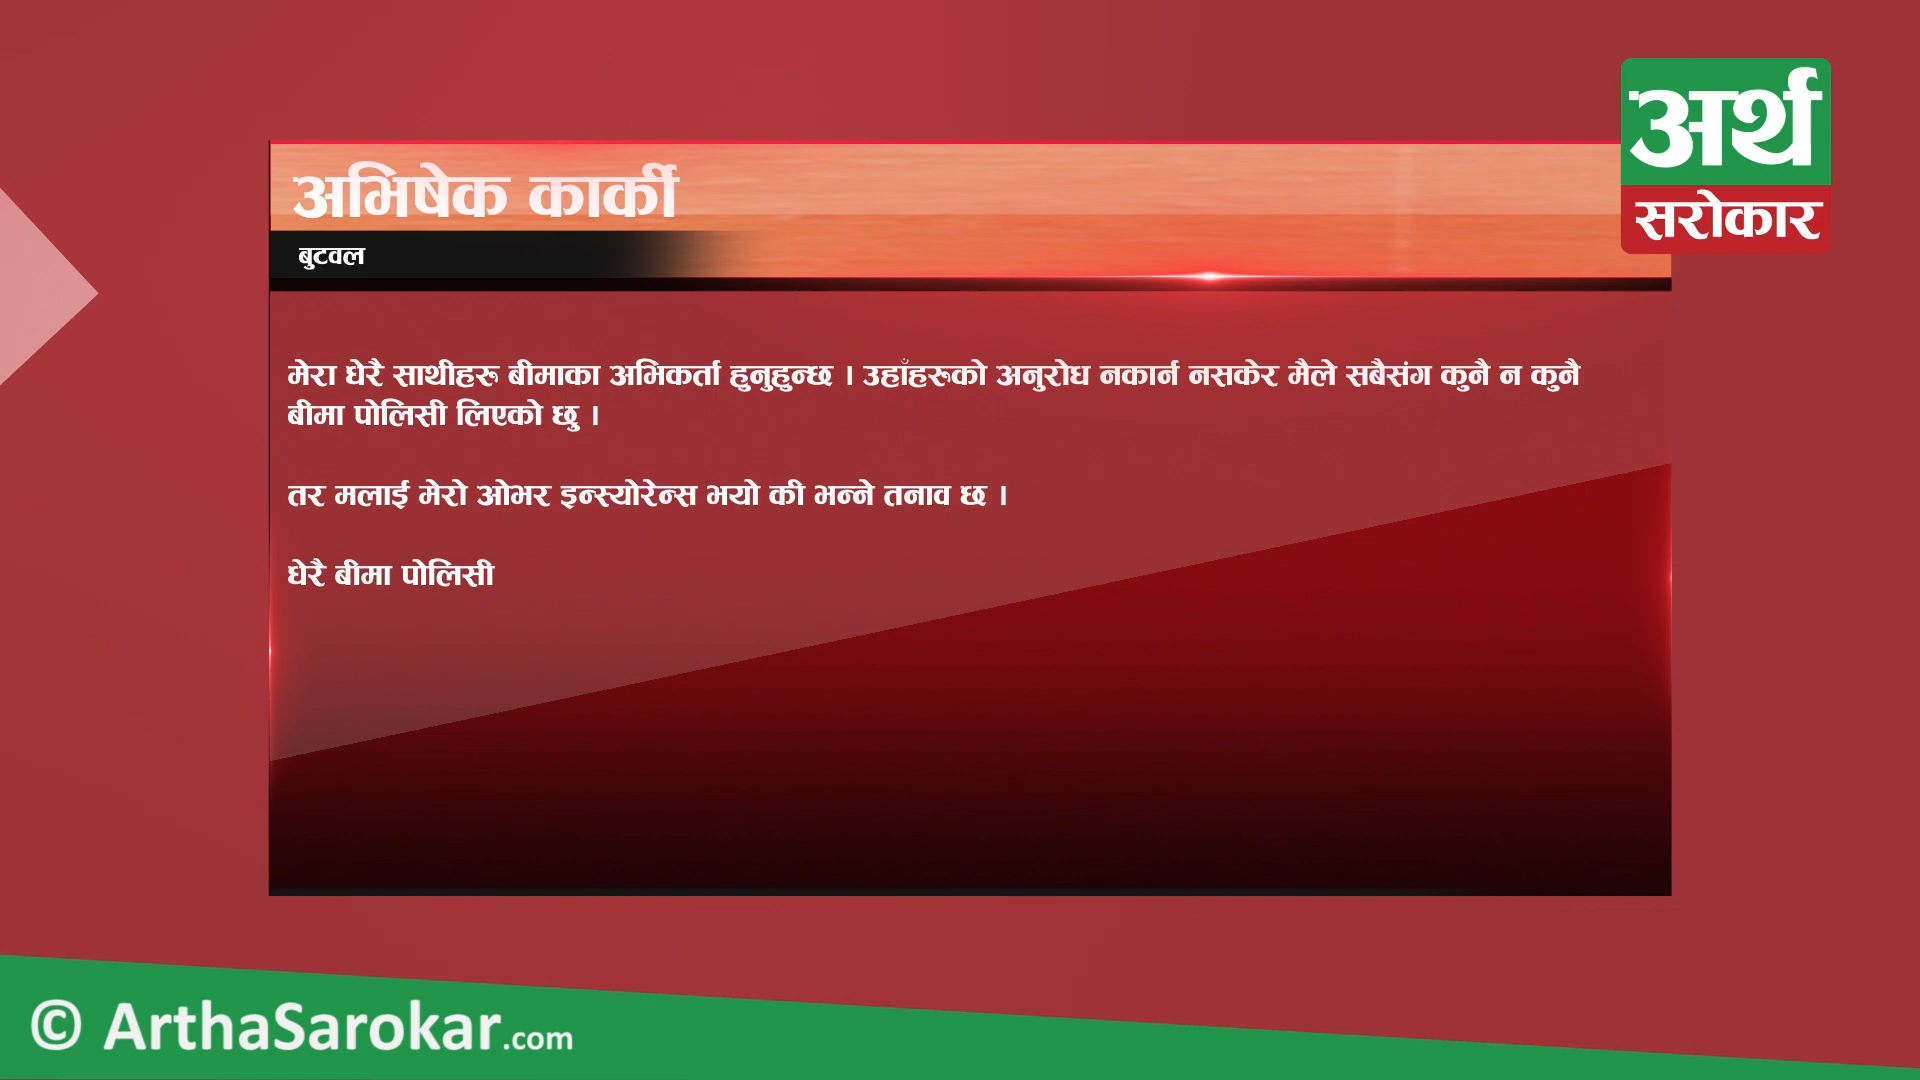 अर्थ
सरोकार
अभिषेक कार्की
बुटवल
मेरा धेरै साथीहरु बीमाका अभिकर्ता हुनुहुन्छ । उहाँहरुको अनुरोध नकार्न नसकेर मैले सबैसंग कुनै न कुनै
बीमा पोलिसी लिएको छु ।
तर मलाई मेरो ओभर इन्स्योरेन्स भयो की भन्ने तनाव छ ।
धेरै बीमा पोलिसी
© ArthaSarokar.com